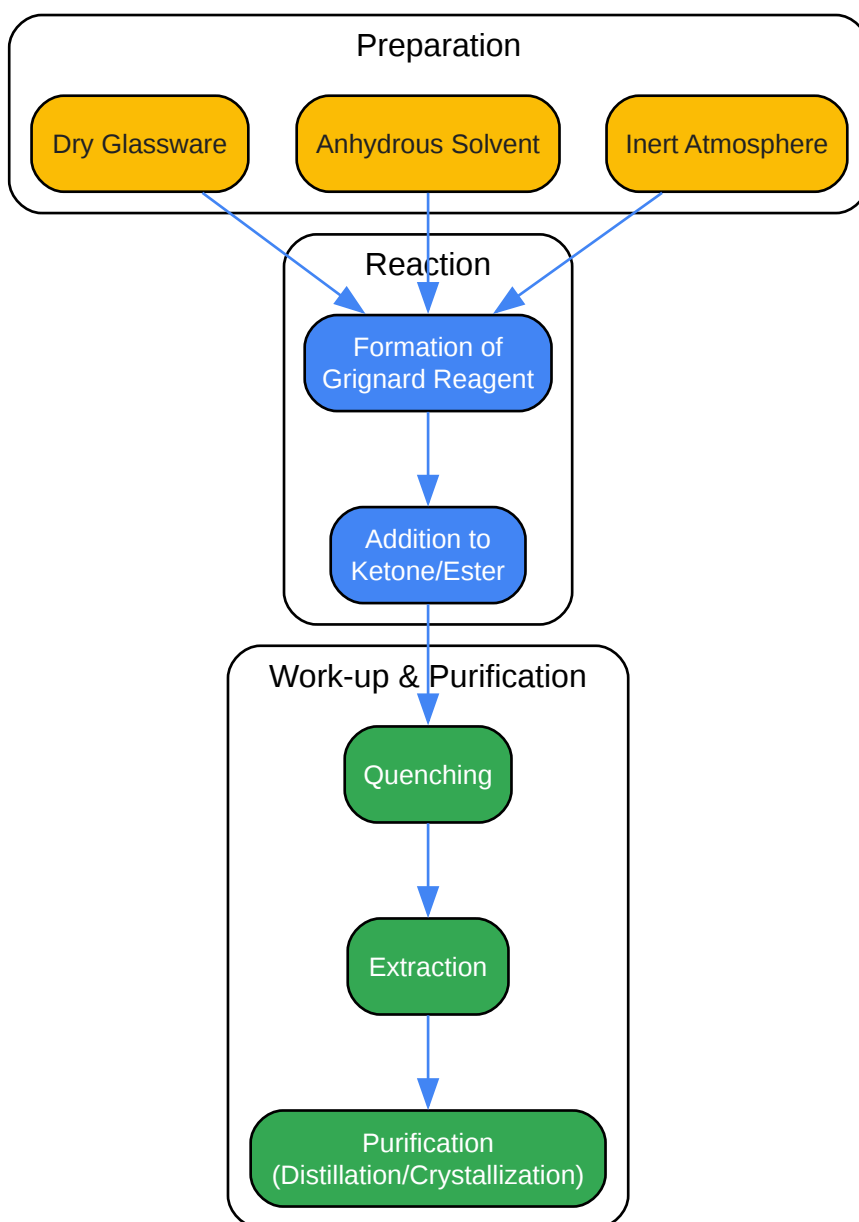 Preparation
Dry Glassware
Anhydrous Solvent
Inert Atmosphere
Reaction
Formation of
Grignard Reagent
Addition to
Ketone/Ester
Work-up & Purification
Quenching
Extraction
Purification
(Distillation/Crystallization)